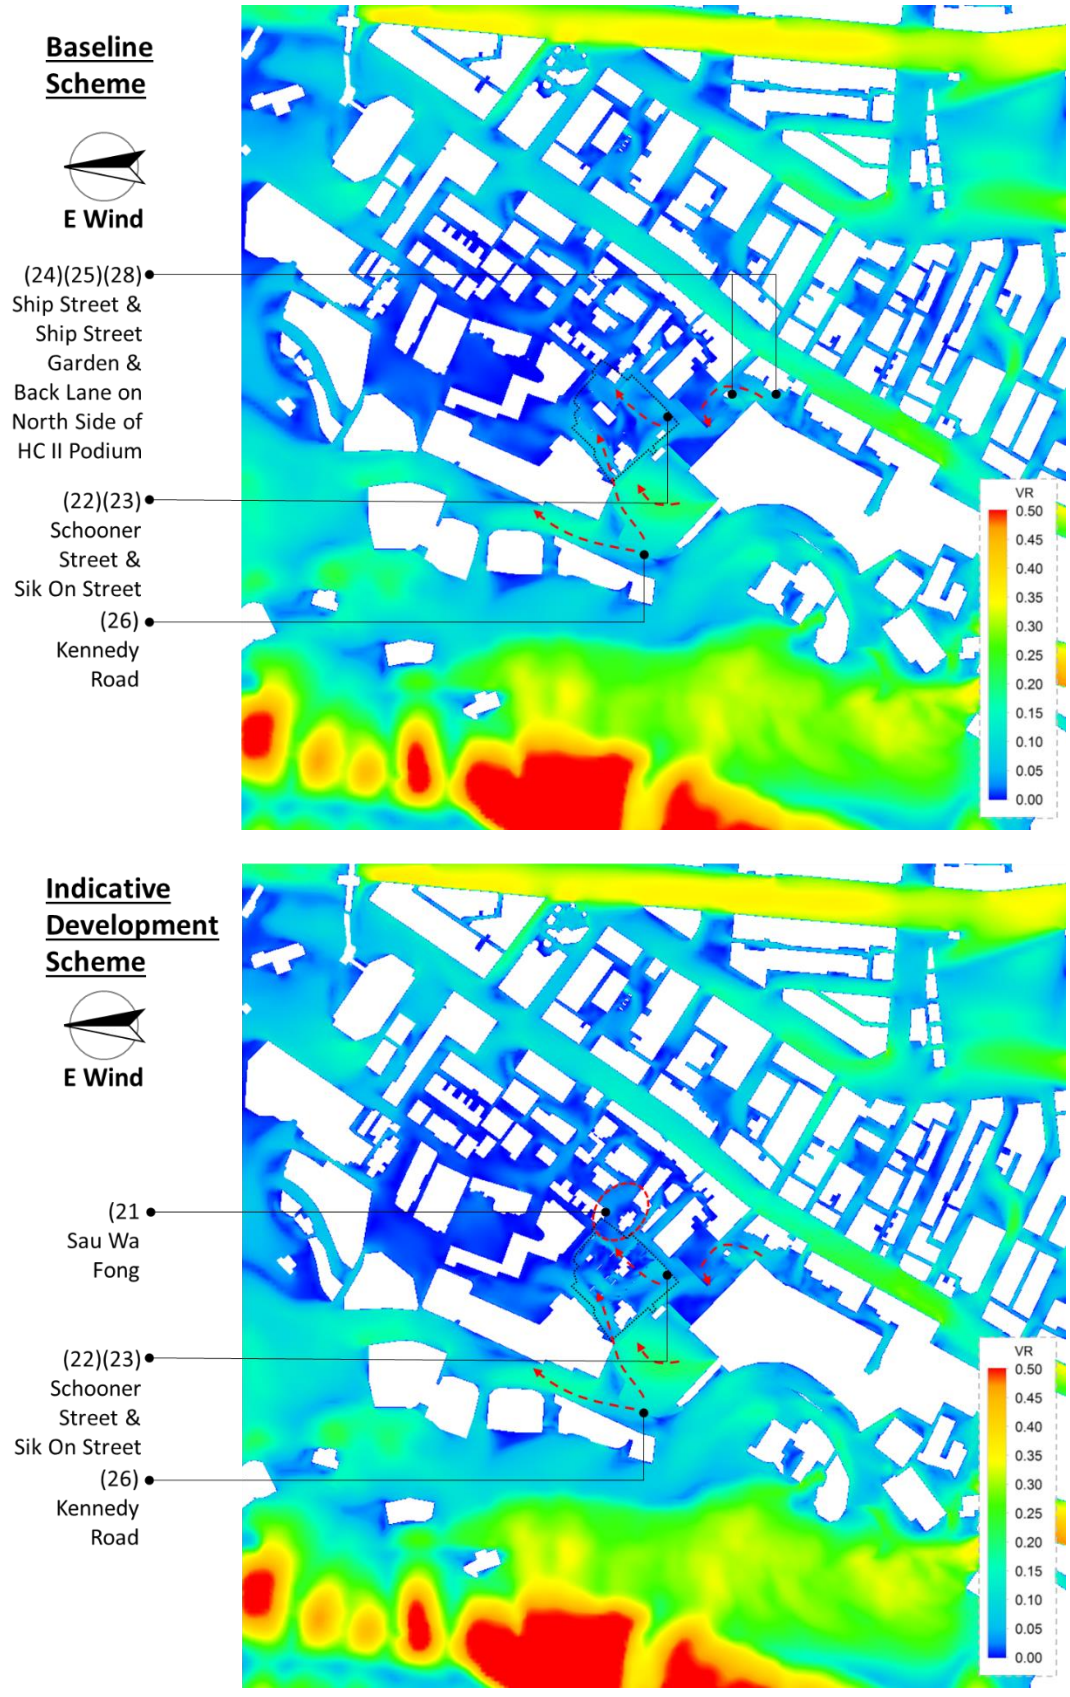 Baseline
Scheme
E Wind
(24)(25)(28)
Ship Street &
Ship Street
Garden &
Back Lane on
North Side of
HC II Podium
(22)(23)
Schooner
Street &
Sik On Street
(26)
Kennedy
Road
VR
0.50
0.45
0.40
0.35
0.30
0.25
0.20
0.15
0.10
0.05
0.00
Indicative
Development
Scheme
E Wind
(21
Sau Wa
Fong
(22)(23)
Schooner
Street &
Sik On Street
(26)
Kennedy
Road
VR
0.50
0.45
0.40
0.35
0.30
0.25
0.20
0.15
0.10
0.05
0.00